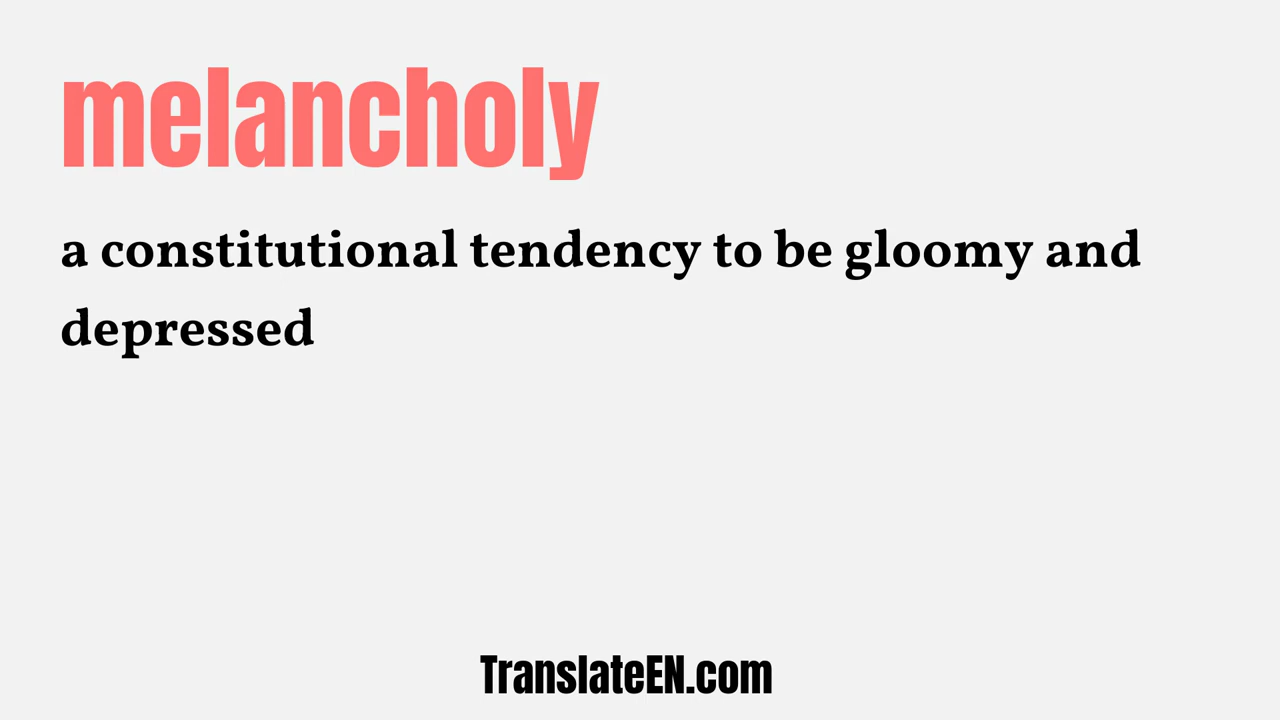 melancholy
a constitutional tendency to be gloomy and
depressed
TranslateEN.com